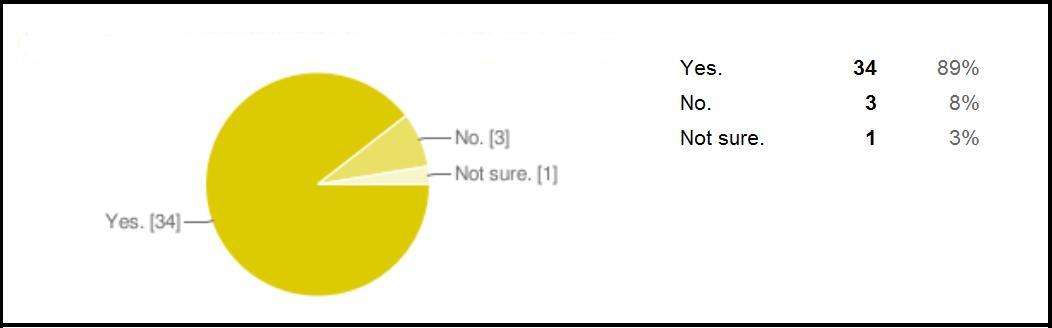 No. [3]
Not sure. [1]
Yes. [34]
Yes. 34 89%
No. 3 8%
Not sure. 1 3%